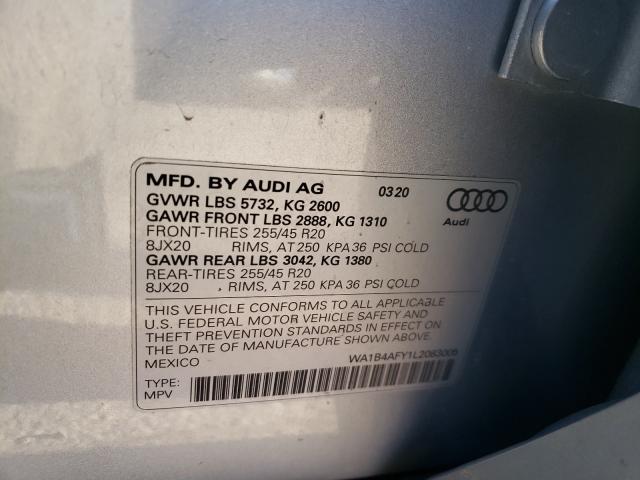 MFD. BY AUDI AG 03 20
GVWR LBS 5732, KG 2600
GAWR FRONT LBS 2888, KG 1310
FRONT-TIRES 255/45 R20
8JX20 RIMS, AT 250 KPA 36 PSI COLD
GAWR REAR LBS 3042, KG 1380
REAR-TIRES 255/45 R20
8JX20 , RIMS, AT 250 KPA 36 PSI COLD
Audi
THIS VEHICLE CONFORMS TO ALL APPLICABLE
U.S. FEDERAL MOTOR VEHICLE SAFETY AND
THEFT PREVENTION STANDARDS IN EFFECT ON
THE DATE OF MANUFACTURE SHOWN ABOVE.
MEXICO
WA1B4AFY1L2083005
TYPE:
MPV